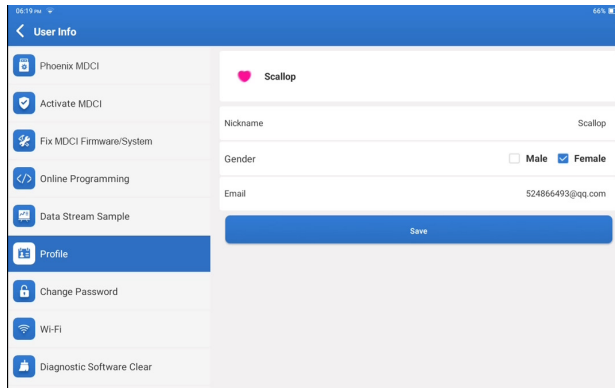 06:19 PM 66%
User Info
Phoenix MDCI
Activate MDCI
Fix MDCI Firmware/System
Online Programming
Data Stream Sample
Profile
Change Password
Wi-Fi
Diagnostic Software Clear
Scallop
Nickname Scallop
Gender Male Female
Email 524866493@qq.com
Save